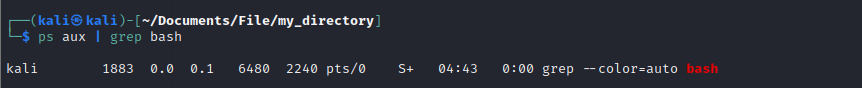 ┌──(kali㉿kali)-[~/Documents/File/my_directory]
└─$ ps aux | grep bash
kali 1883 0.0 0.1 6480 2240 pts/0 S+ 04:43 0:00 grep --color=auto bash